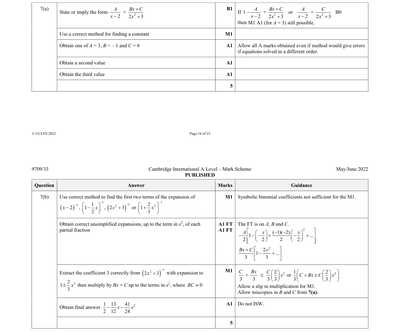 7(a) State or imply the form A/(x−2) + (Bx+C)/(2x²+3) B1 If 1 − A/(x−2) + (Bx+C)/(2x²+3) or A/(x−2) + C/(2x²+3) B0
then M1 A1 (for A = 3) still possible.
Use a correct method for finding a constant M1
Obtain one of A = 3, B = – 1 and C = 6 A1 Allow all A marks obtained even if method would give errors
if equations solved in a different order.
Obtain a second value A1
Obtain the third value A1
5
© UCLES 2022 Page 16 of 23
9709/33 Cambridge International A Level – Mark Scheme May/June 2022
PUBLISHED
Question Answer Marks Guidance
7(b) Use correct method to find the first two terms of the expansion of M1 Symbolic binomial coefficients not sufficient for the M1.
(x−2)⁻¹, (1−½x)⁻¹, (2x²+3)⁻¹ or (1+⅔x²)⁻¹
Obtain correct unsimplified expansions, up to the term in x², of each
partial fraction
A1 FT The FT is on A, B and C.
A1 FT
Extract the coefficient 3 correctly from (2x²+3)⁻¹ with expansion to M1
1 ± ⅔x² then multiply by Bx + C up to the terms in x², where BC ≠ 0
Allow a slip in multiplication for M1.
Allow miscopies in B and C from 7(a).
Obtain final answer ½ − 13/12 x − 41/24 x² A1 Do not ISW.
5